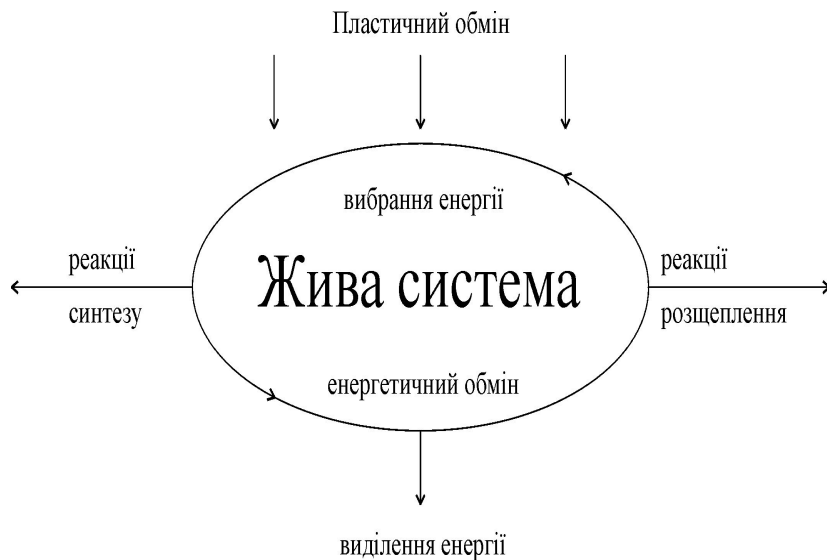 Пластичний обмін
вибрання енергії
реакції
синтезу
Жива система
реакції
розщеплення
енергетичний обмін
виділення енергії